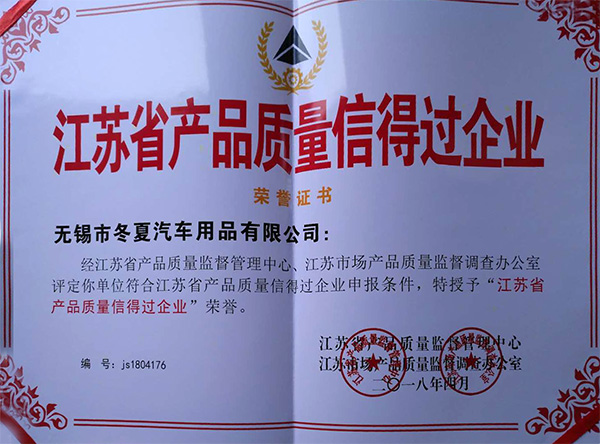 江苏省产品质量信得过企业
荣誉证书
无锡市冬夏汽车用品有限公司：
经江苏省产品质量监督管理中心、江苏市场产品质量监督调查办公室
评定你单位符合江苏省产品质量信得过企业申报条件，特授予“江苏省
产品质量信得过企业”荣誉。
江苏省产品质量监督管理中心
江苏市场产品质量监督调查办公室
编 号：js1804176
二〇一八年四月